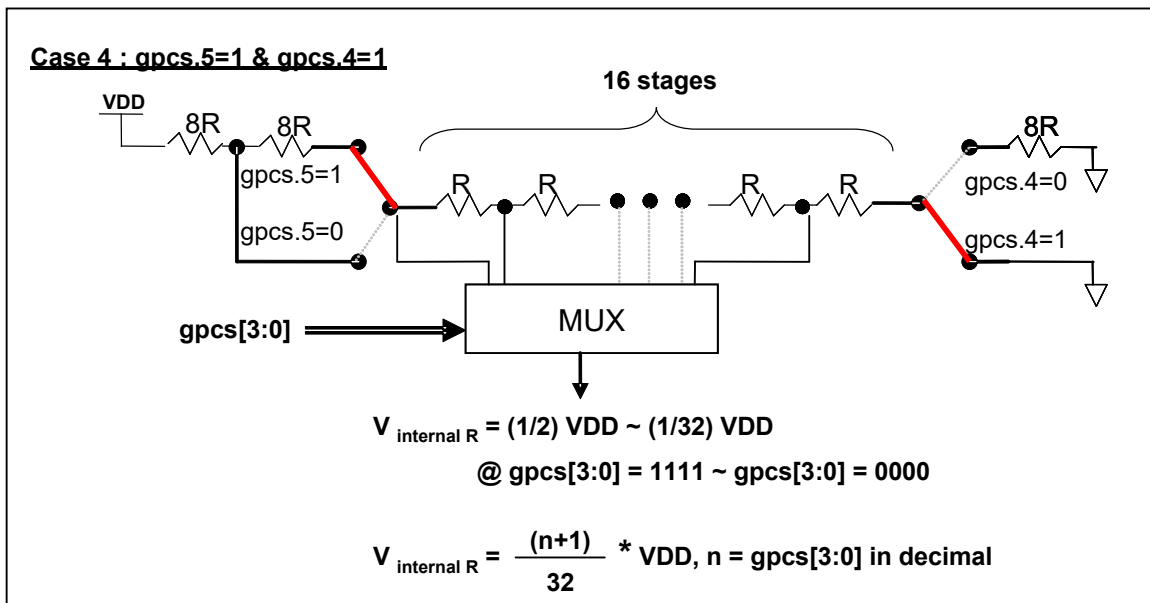 Case 4 : gpcs.5=1 & gpcs.4=1
16 stages
VDD
8R
8R
8R
gpcs.5=1
R
R
R
R
gpcs.4=0
gpcs.5=0
gpcs.4=1
MUX
gpcs[3:0]
V internal R = (1/2) VDD ~ (1/32) VDD
@ gpcs[3:0] = 1111 ~ gpcs[3:0] = 0000
V internal R = (n+1) / 32 * VDD, n = gpcs[3:0] in decimal